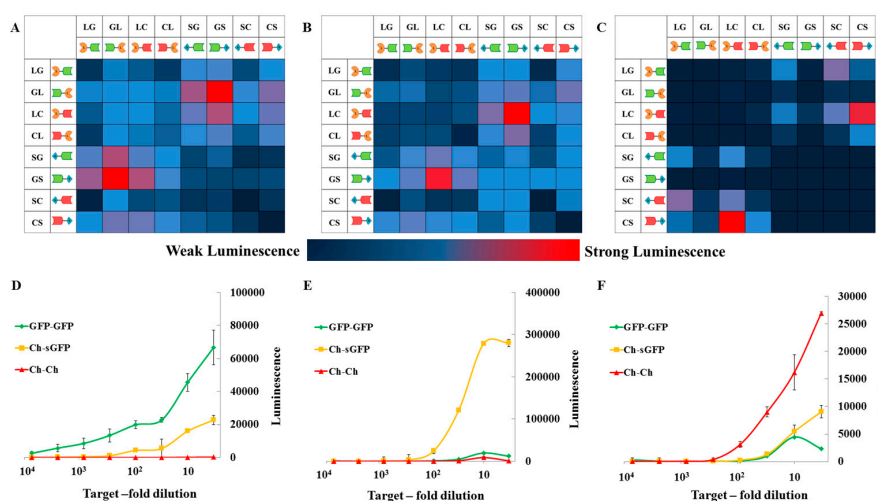 A
LG GL LC CL SG GS SC CS
LG
GL
LC
CL
SG
GS
SC
CS
B
LG GL LC CL SG GS SC CS
LG
GL
LC
CL
SG
GS
SC
CS
C
LG GL LC CL SG GS SC CS
LG
GL
LC
CL
SG
GS
SC
CS
Weak Luminescence
Strong Luminescence
D
GFP-GFP
Ch-sGFP
Ch-Ch
100000
80000
60000
40000
20000
0
Luminescence
10⁴ 10³ 10² 10
Target –fold dilution
E
GFP-GFP
Ch-sGFP
Ch-Ch
400000
300000
200000
100000
0
Luminescence
10⁴ 10³ 10² 10
Target –fold dilution
F
GFP-GFP
Ch-sGFP
Ch-Ch
30000
25000
20000
15000
10000
5000
0
Luminescence
10⁴ 10³ 10² 10
Target –fold dilution